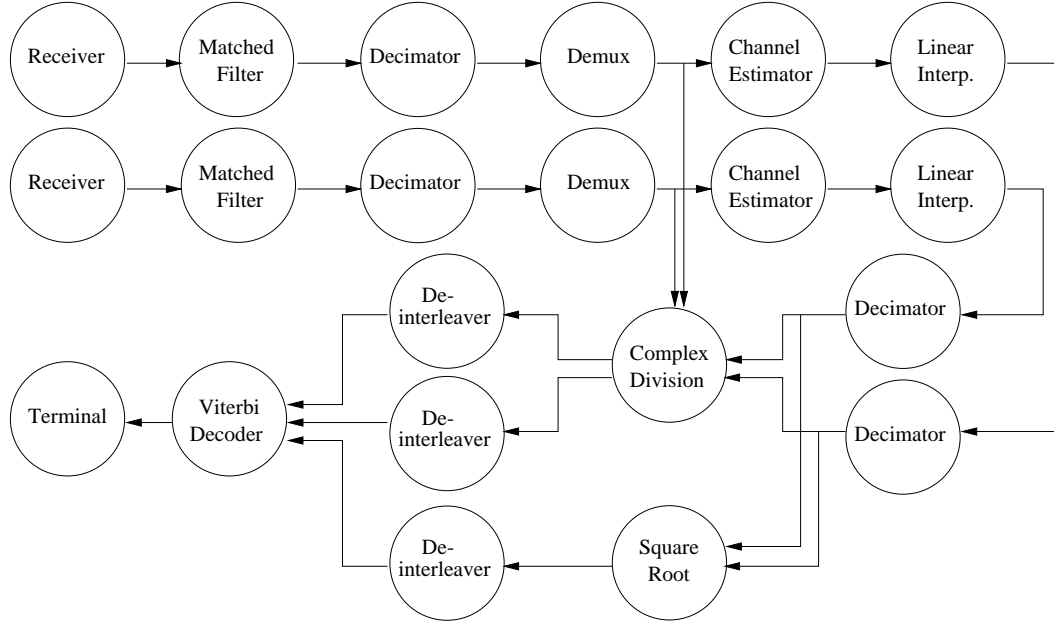 Receiver
Matched
Filter
Decimator
Demux
Channel
Estimator
Linear
Interp.
Receiver
Matched
Filter
Decimator
Demux
Channel
Estimator
Linear
Interp.
De-
interleaver
Complex
Division
Decimator
Terminal
Viterbi
Decoder
De-
interleaver
Decimator
De-
interleaver
Square
Root